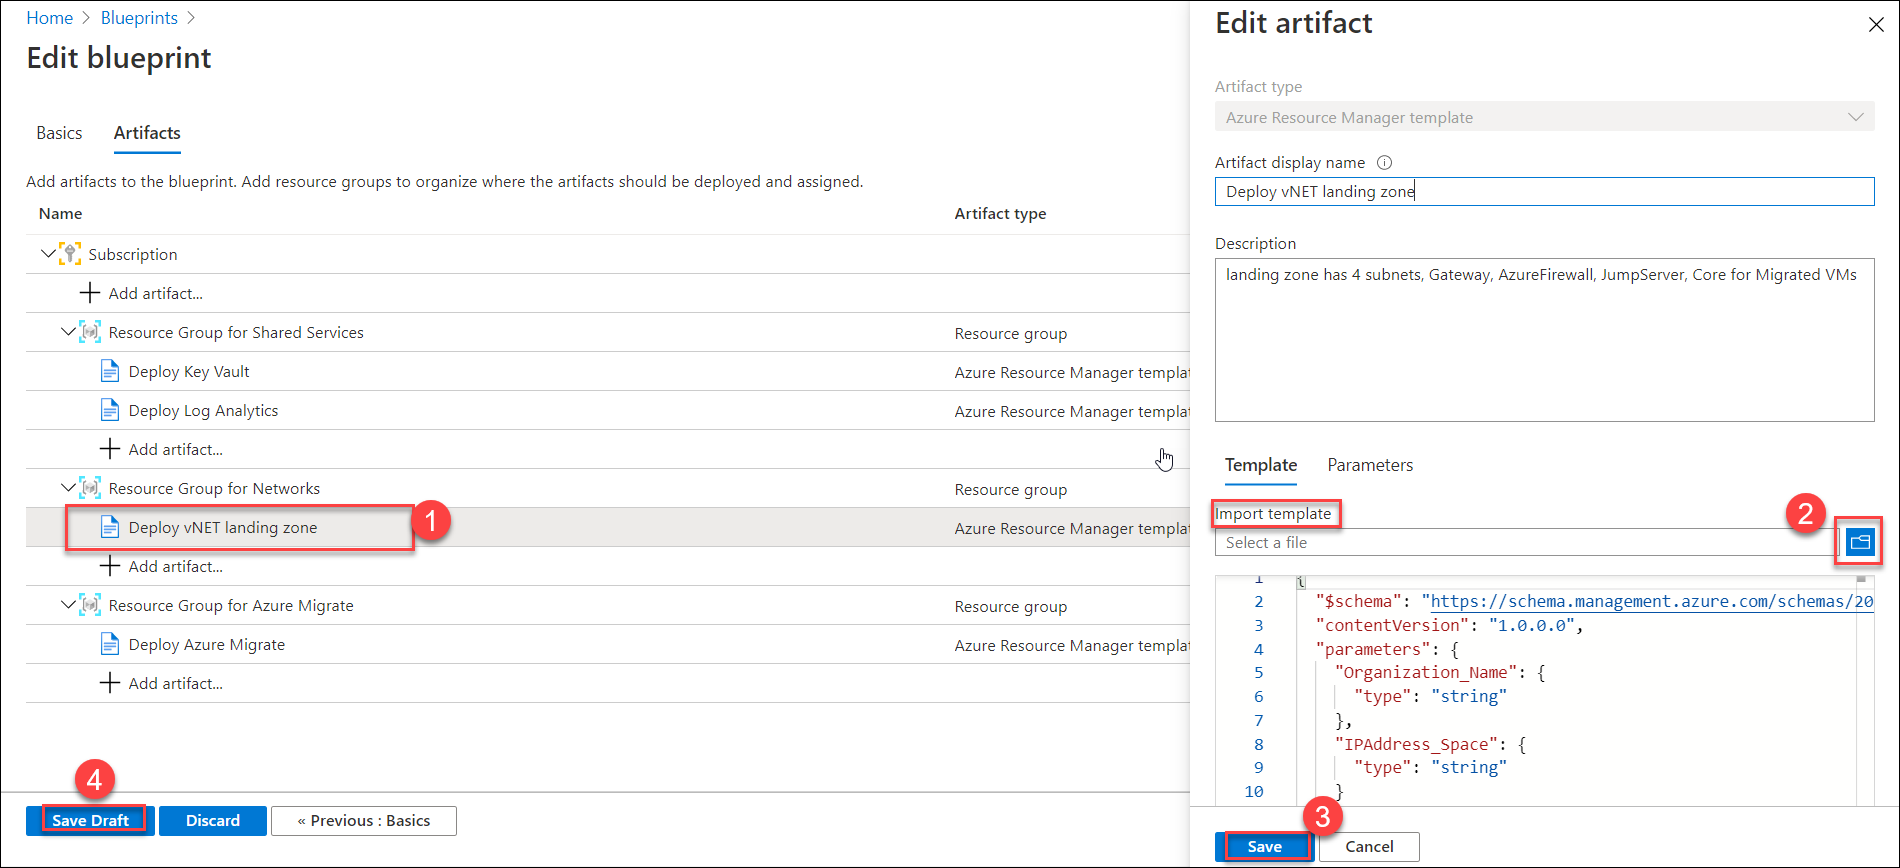 Home > Blueprints >
Edit blueprint
Basics Artifacts
Add artifacts to the blueprint. Add resource groups to organize where the artifacts should be deployed and assigned.
Name Artifact type
Subscription
Add artifact...
Resource Group for Shared Services Resource group
Deploy Key Vault Azure Resource Manager templat
Deploy Log Analytics Azure Resource Manager templat
Add artifact...
Resource Group for Networks Resource group
Deploy vNET landing zone 1 Azure Resource Manager templat
Add artifact...
Resource Group for Azure Migrate Resource group
Deploy Azure Migrate Azure Resource Manager templat
Add artifact...
4
Save Draft Discard « Previous : Basics
Edit artifact
Artifact type
Azure Resource Manager template
Artifact display name
Deploy vNET landing zone
Description
landing zone has 4 subnets, Gateway, AzureFirewall, JumpServer, Core for Migrated VMs
Template Parameters
Import template 2
Select a file
1 {
2 "$schema": "https://schema.management.azure.com/schemas/20
3 "contentVersion": "1.0.0.0",
4 "parameters": {
5 "Organization_Name": {
6 "type": "string"
7 },
8 "IPAddress_Space": {
9 "type": "string"
10 }
3
Save Cancel